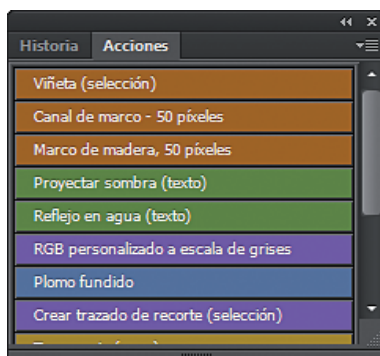 Historia Acciones
Viñeta (selección)
Canal de marco - 50 píxeles
Marco de madera, 50 píxeles
Proyectar sombra (texto)
Reflejo en agua (texto)
RGB personalizado a escala de grises
Plomo fundido
Crear trazado de recorte (selección)